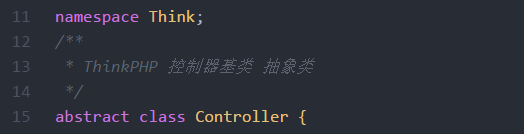 11 namespace Think;
12 /**
13  * ThinkPHP 控制器基类 抽象类
14  */
15 abstract class Controller {